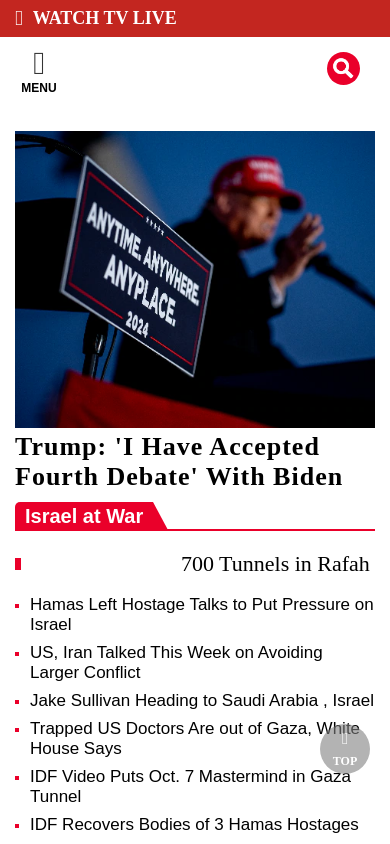 WATCH TV LIVE
MENU
ANYTIME. ANYWHERE.
ANYPLACE.
2024
Trump: 'I Have Accepted
Fourth Debate' With Biden
Israel at War
700 Tunnels in Rafah
Hamas Left Hostage Talks to Put Pressure on
Israel
US, Iran Talked This Week on Avoiding
Larger Conflict
Jake Sullivan Heading to Saudi Arabia , Israel
Trapped US Doctors Are out of Gaza, White
House Says
TOP
IDF Video Puts Oct. 7 Mastermind in Gaza
Tunnel
IDF Recovers Bodies of 3 Hamas Hostages